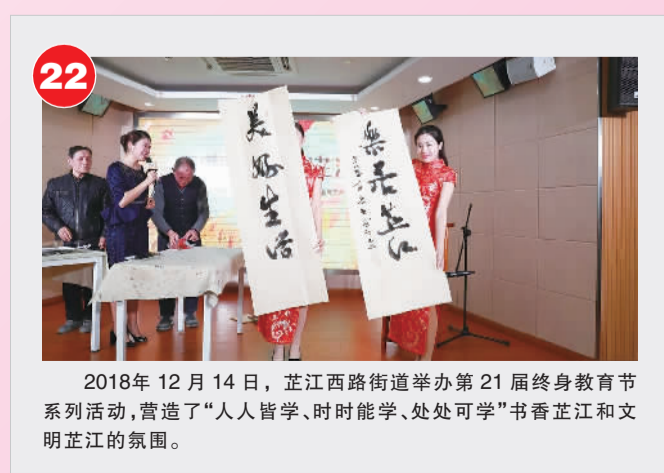 22
美好生活
樂居芷江
2018年 12 月 14 日，芷江西路街道举办第 21 届终身教育节
系列活动,营造了“人人皆学、时时能学、处处可学”书香芷江和文
明芷江的氛围。